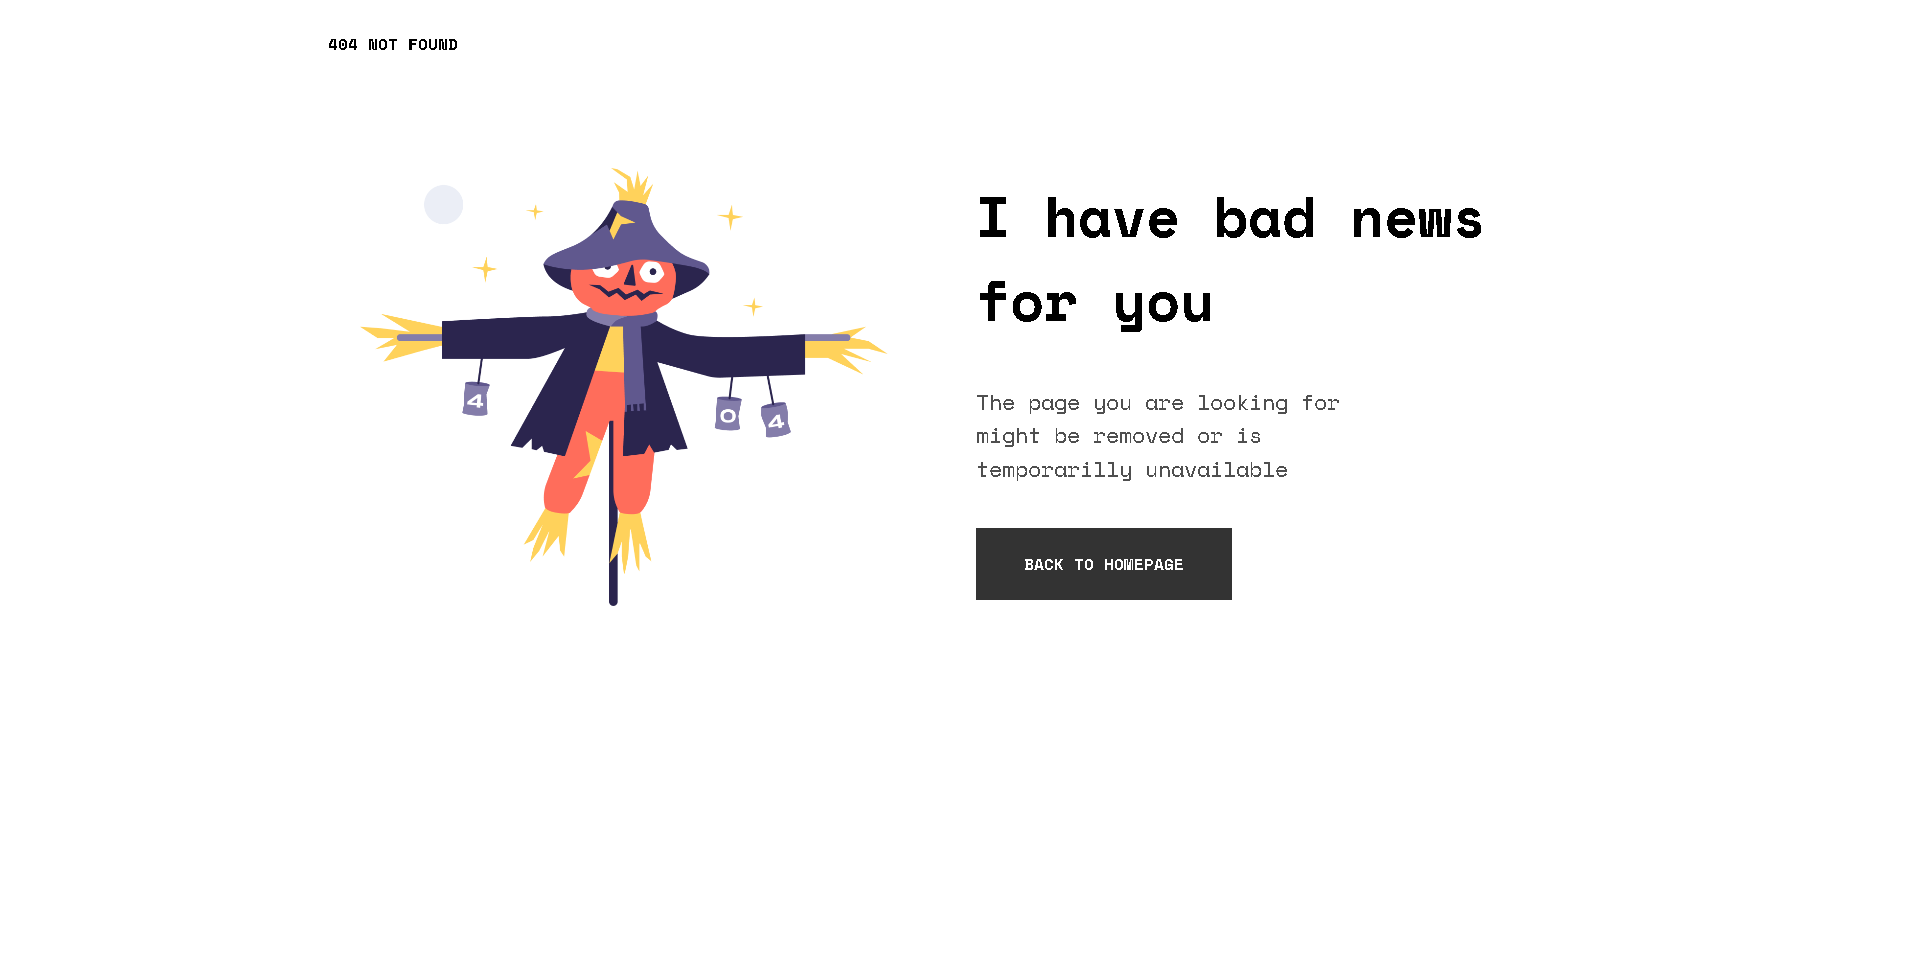 404 NOT FOUND
4
0
4
I have bad news
for you
The page you are looking for
might be removed or is
temporarilly unavailable
BACK TO HOMEPAGE